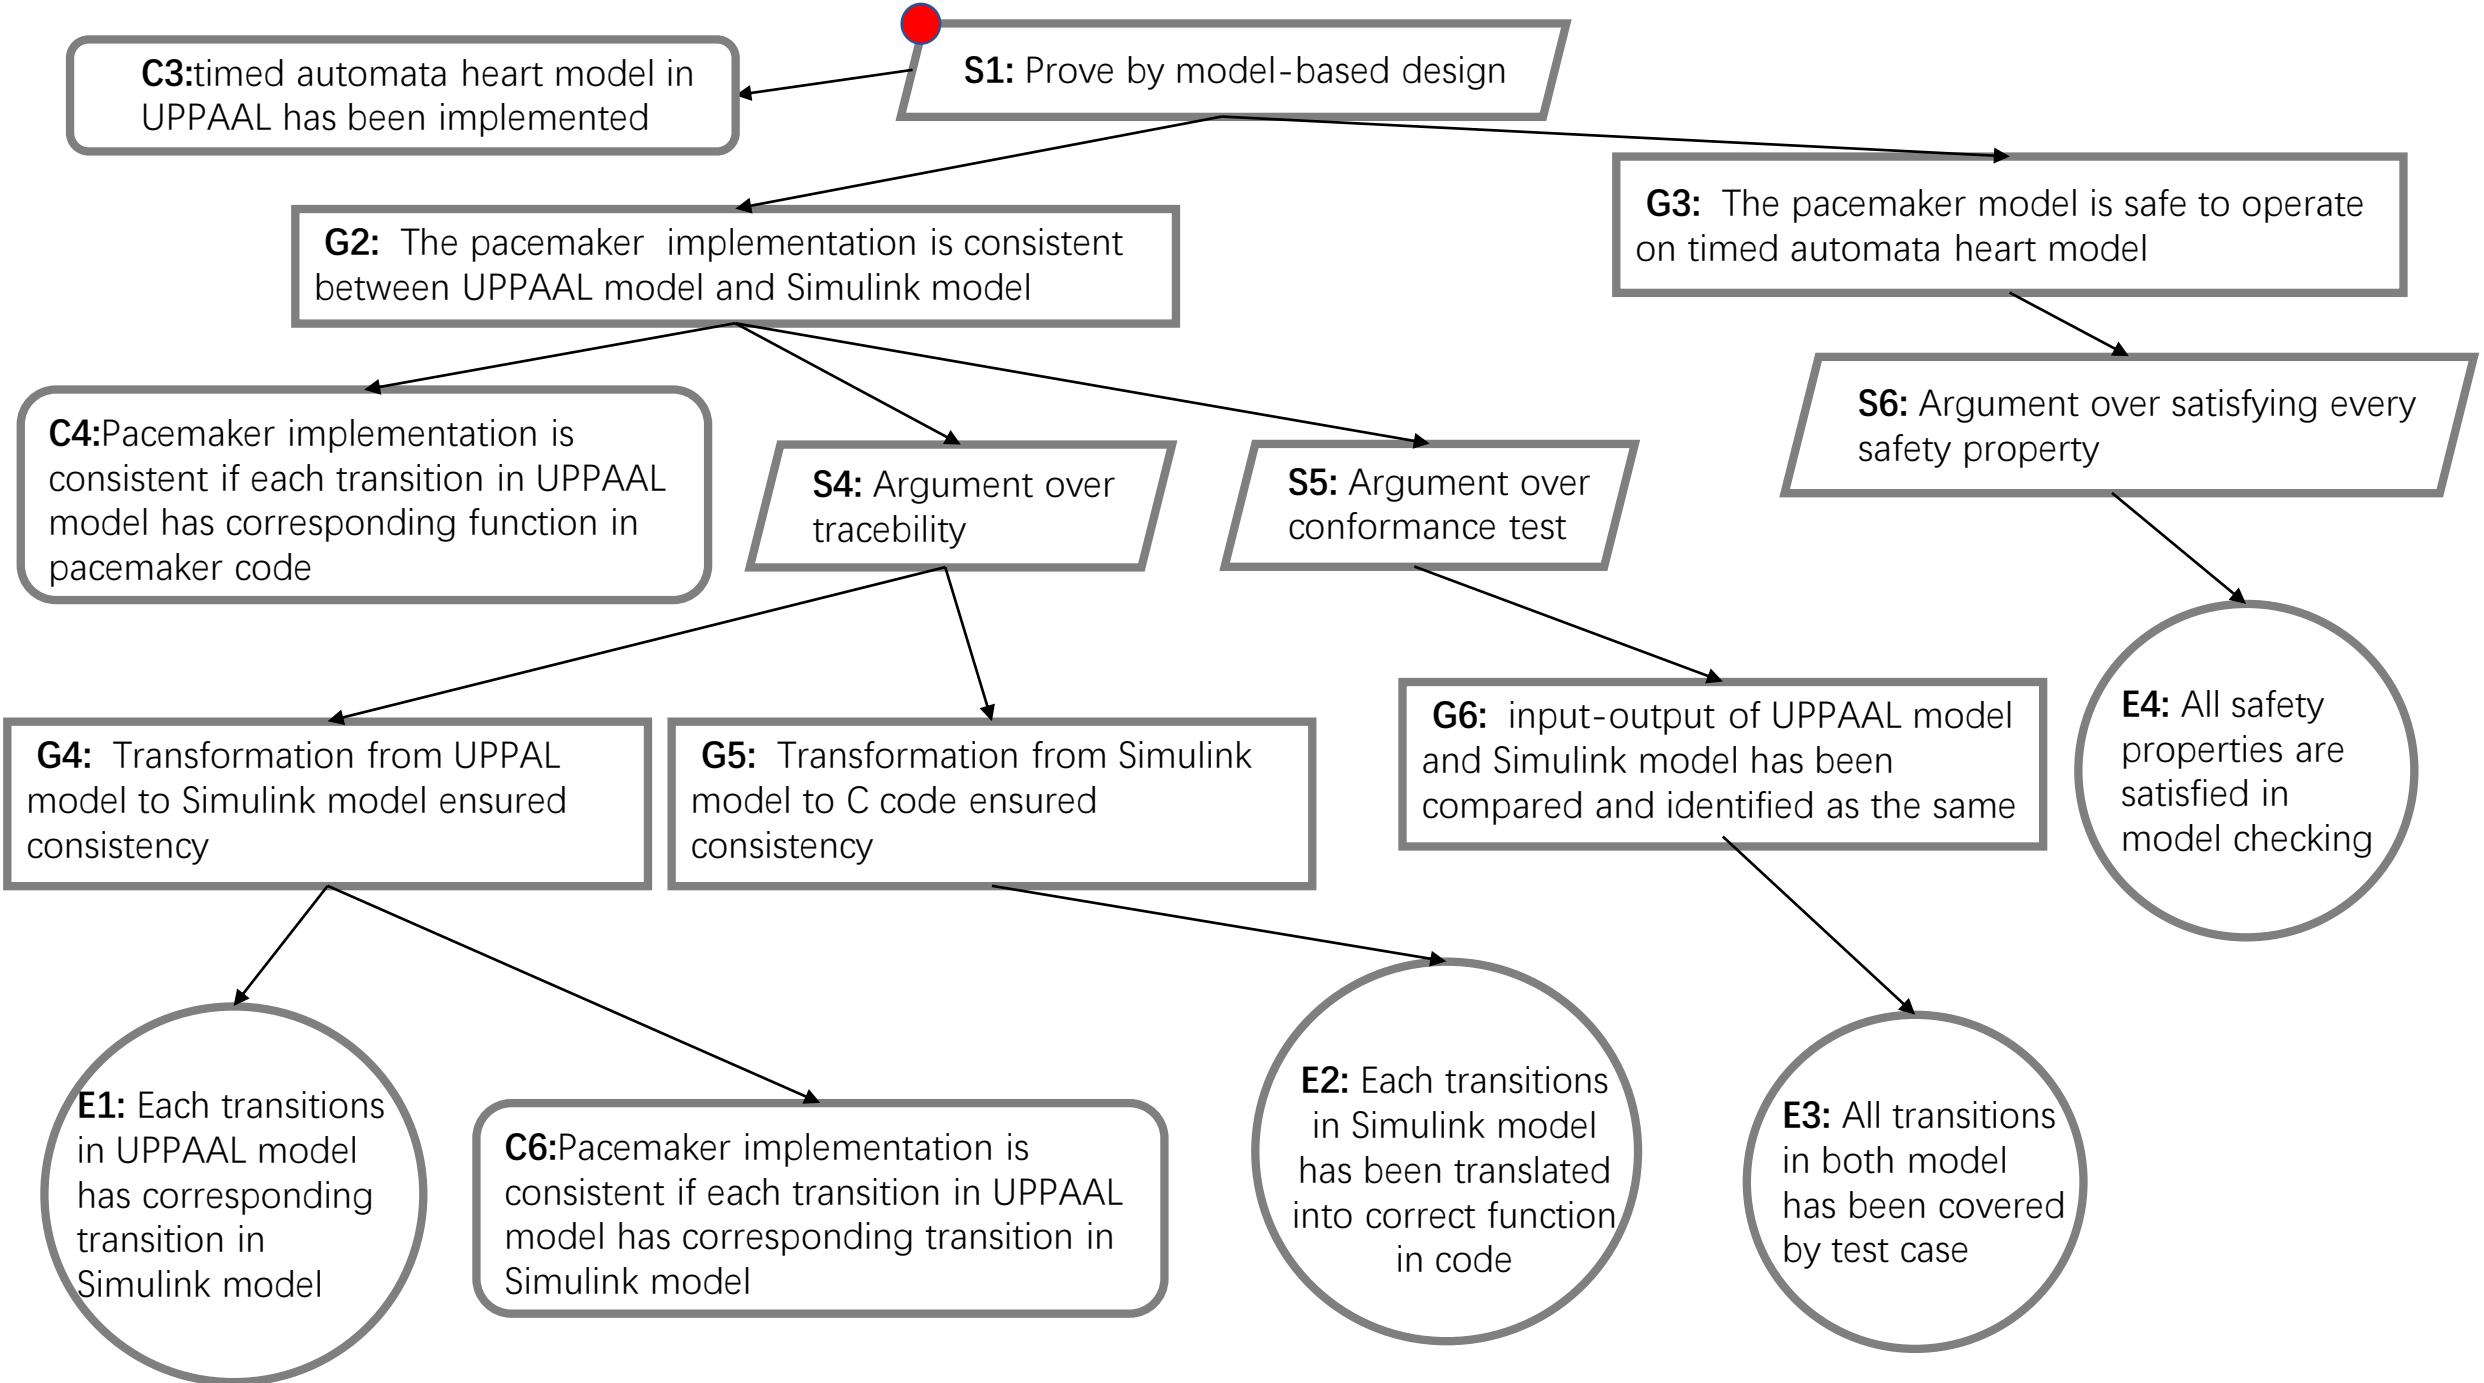 C3:timed automata heart model in
UPPAAL has been implemented
S1: Prove by model-based design
G2: The pacemaker implementation is consistent
between UPPAAL model and Simulink model
G3: The pacemaker model is safe to operate
on timed automata heart model
C4:Pacemaker implementation is
consistent if each transition in UPPAAL
model has corresponding function in
pacemaker code
S4: Argument over
tracebility
S5: Argument over
conformance test
S6: Argument over satisfying every
safety property
G4: Transformation from UPPAL
model to Simulink model ensured
consistency
G5: Transformation from Simulink
model to C code ensured
consistency
G6: input-output of UPPAAL model
and Simulink model has been
compared and identified as the same
E4: All safety
properties are
satisfied in
model checking
E1: Each transitions
in UPPAAL model
has corresponding
transition in
Simulink model
C6:Pacemaker implementation is
consistent if each transition in UPPAAL
model has corresponding transition in
Simulink model
E2: Each transitions
in Simulink model
has been translated
into correct function
in code
E3: All transitions
in both model
has been covered
by test case